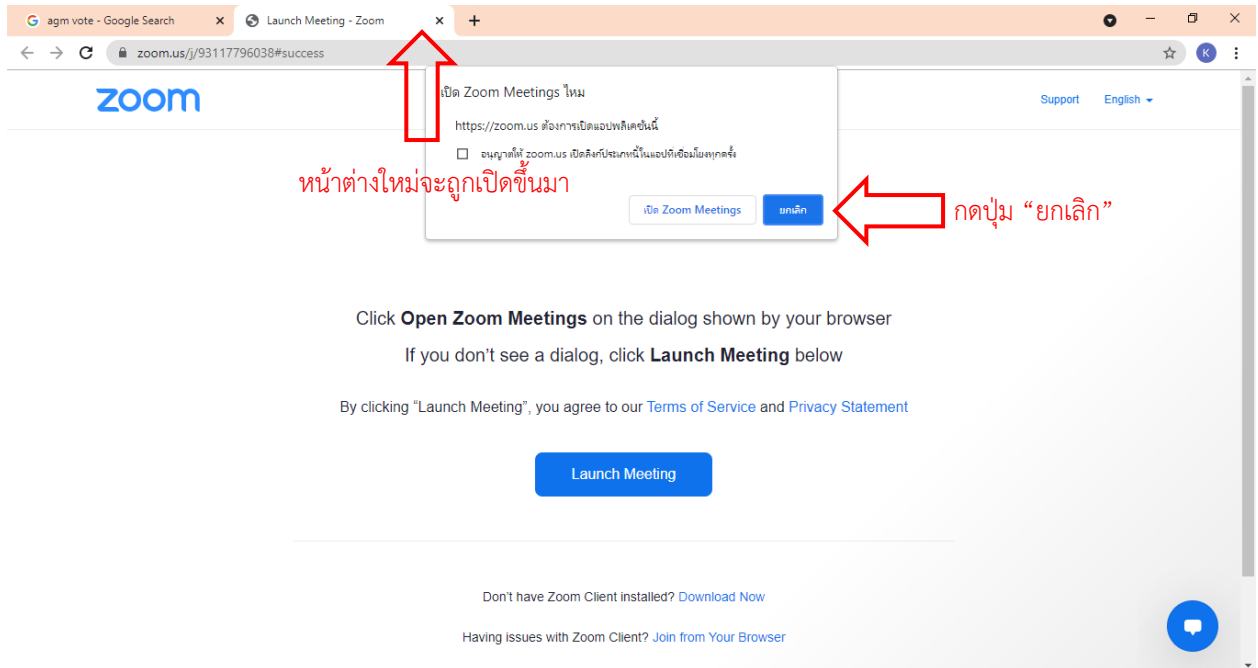 agm vote - Google Search
Launch Meeting - Zoom
zoom.us/j/93117796038#success
K
zoom
Support
English
เปิด Zoom Meetings ไหม
https://zoom.us ต้องการเปิดแอปพลิเคชันนี้
อนุญาตให้ zoom.us เปิดลิงก์ประเภทนี้ในแอปที่เชื่อมโยงทุกครั้ง
หน้าต่างใหม่จะถูกเปิดขึ้นมา
เปิด Zoom Meetings
ยกเลิก
กดปุ่ม “ยกเลิก”
Click Open Zoom Meetings on the dialog shown by your browser
If you don’t see a dialog, click Launch Meeting below
By clicking “Launch Meeting”, you agree to our Terms of Service and Privacy Statement
Launch Meeting
Don’t have Zoom Client installed? Download Now
Having issues with Zoom Client? Join from Your Browser